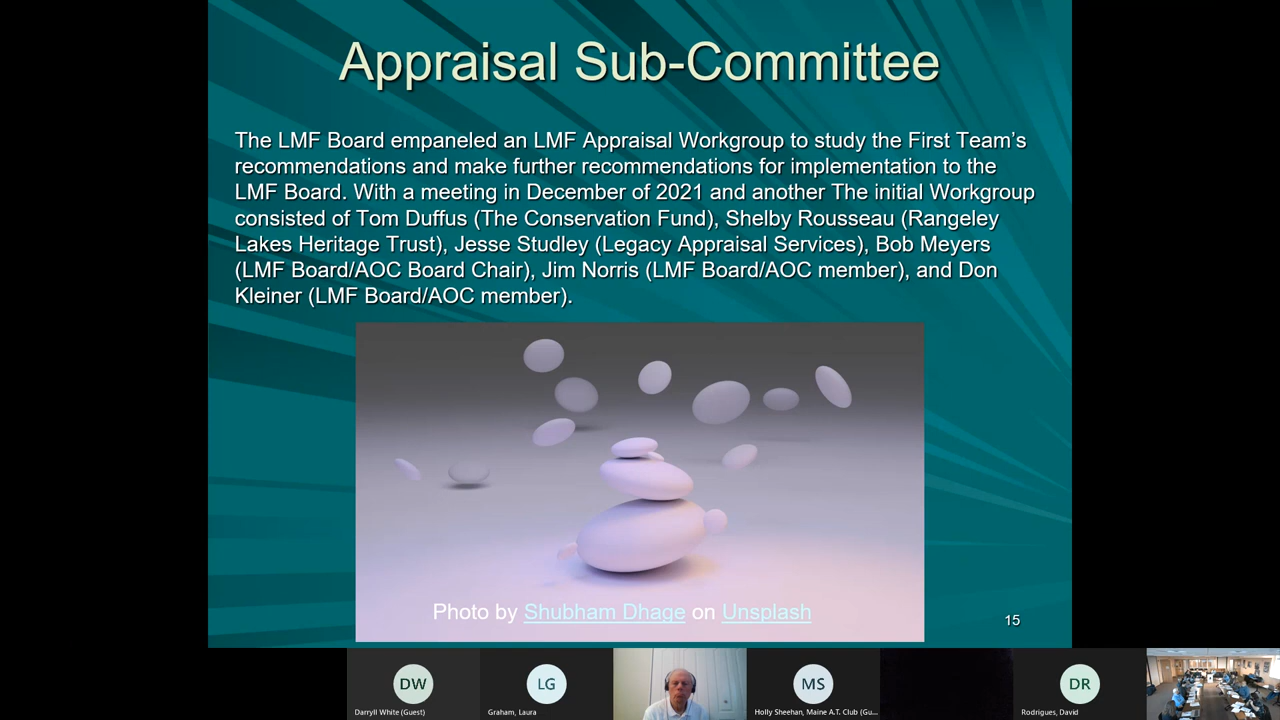 Appraisal Sub-Committee
The LMF Board empaneled an LMF Appraisal Workgroup to study the First Team’s
recommendations and make further recommendations for implementation to the
LMF Board. With a meeting in December of 2021 and another The initial Workgroup
consisted of Tom Duffus (The Conservation Fund), Shelby Rousseau (Rangeley
Lakes Heritage Trust), Jesse Studley (Legacy Appraisal Services), Bob Meyers
(LMF Board/AOC Board Chair), Jim Norris (LMF Board/AOC member), and Don
Kleiner (LMF Board/AOC member).
Photo by Shubham Dhage on Unsplash
15
DW
Darryll White (Guest)
LG
Graham, Laura
MS
Holly Sheehan, Maine A.T. Club (Gu...
DR
Rodrigues, David